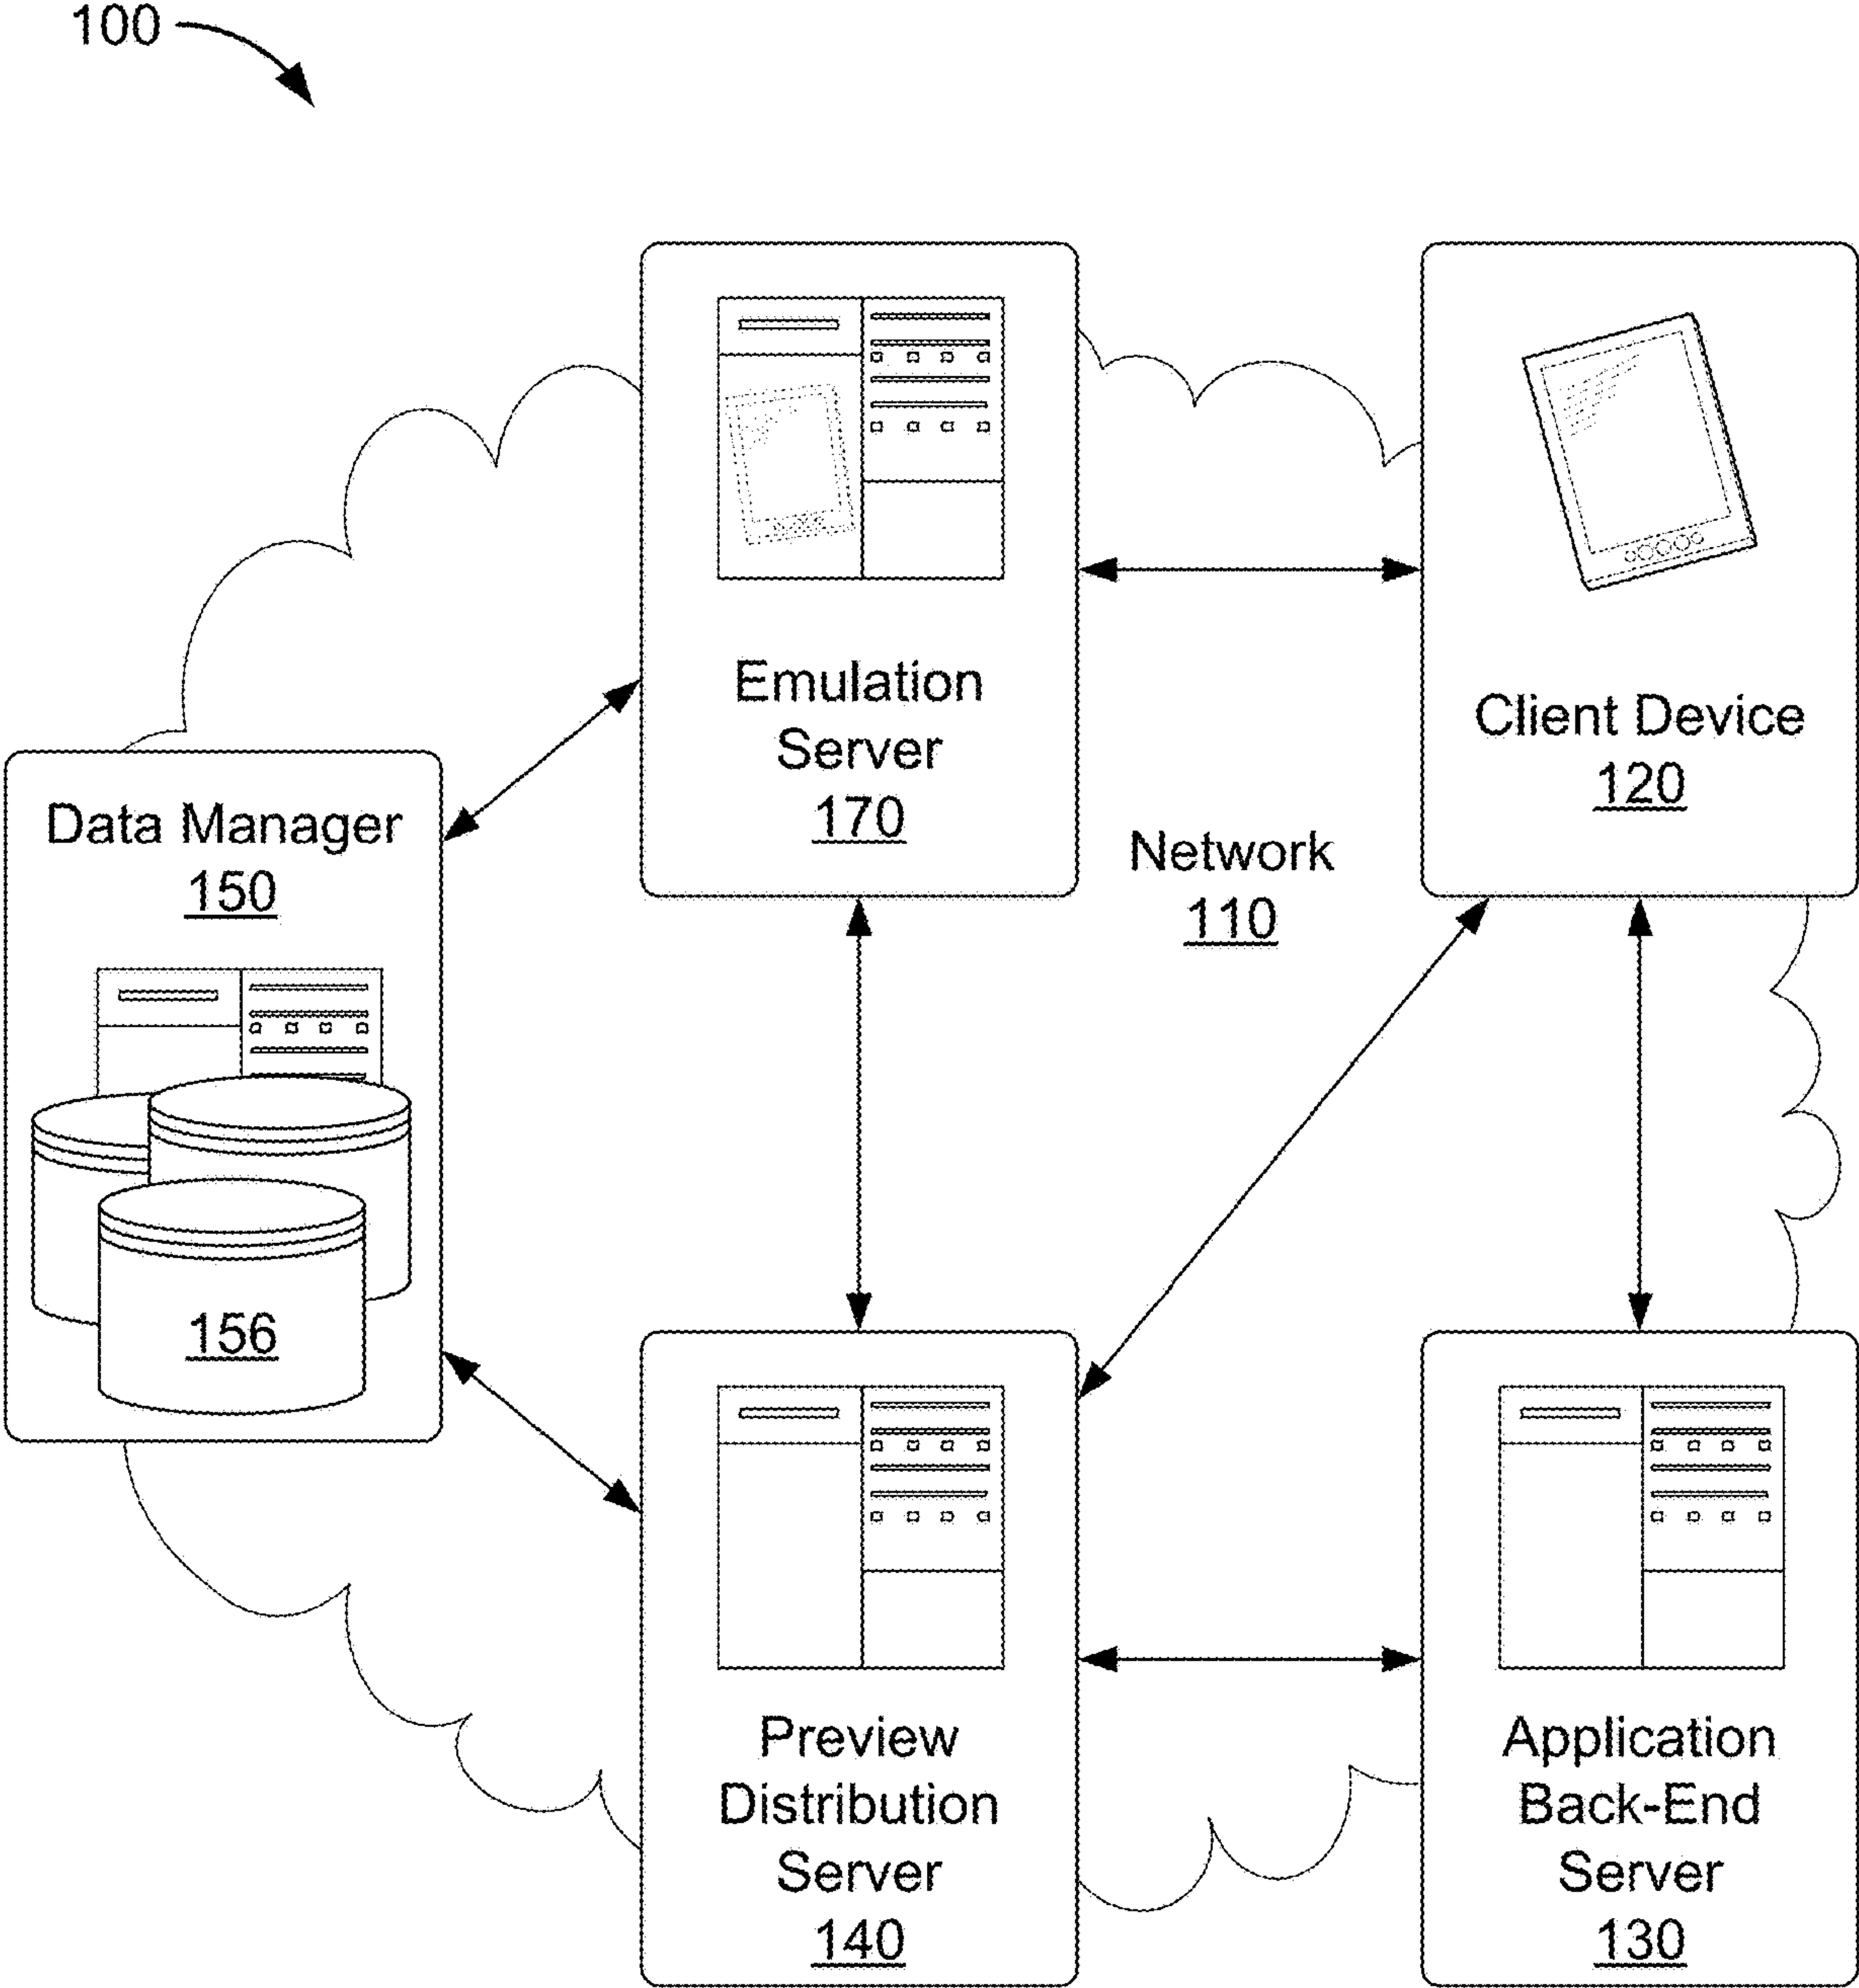 100
Emulation
Server
170
Client Device
120
Data Manager
150
156
Network
110
Preview
Distribution
Server
140
Application
Back-End
Server
130